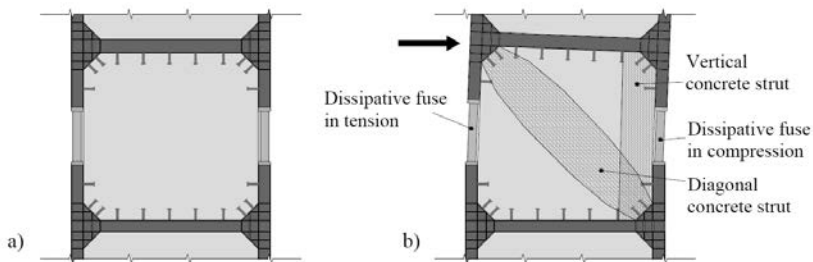 a)
b)
Dissipative fuse
in tension
Vertical
concrete strut
Dissipative fuse
in compression
Diagonal
concrete strut